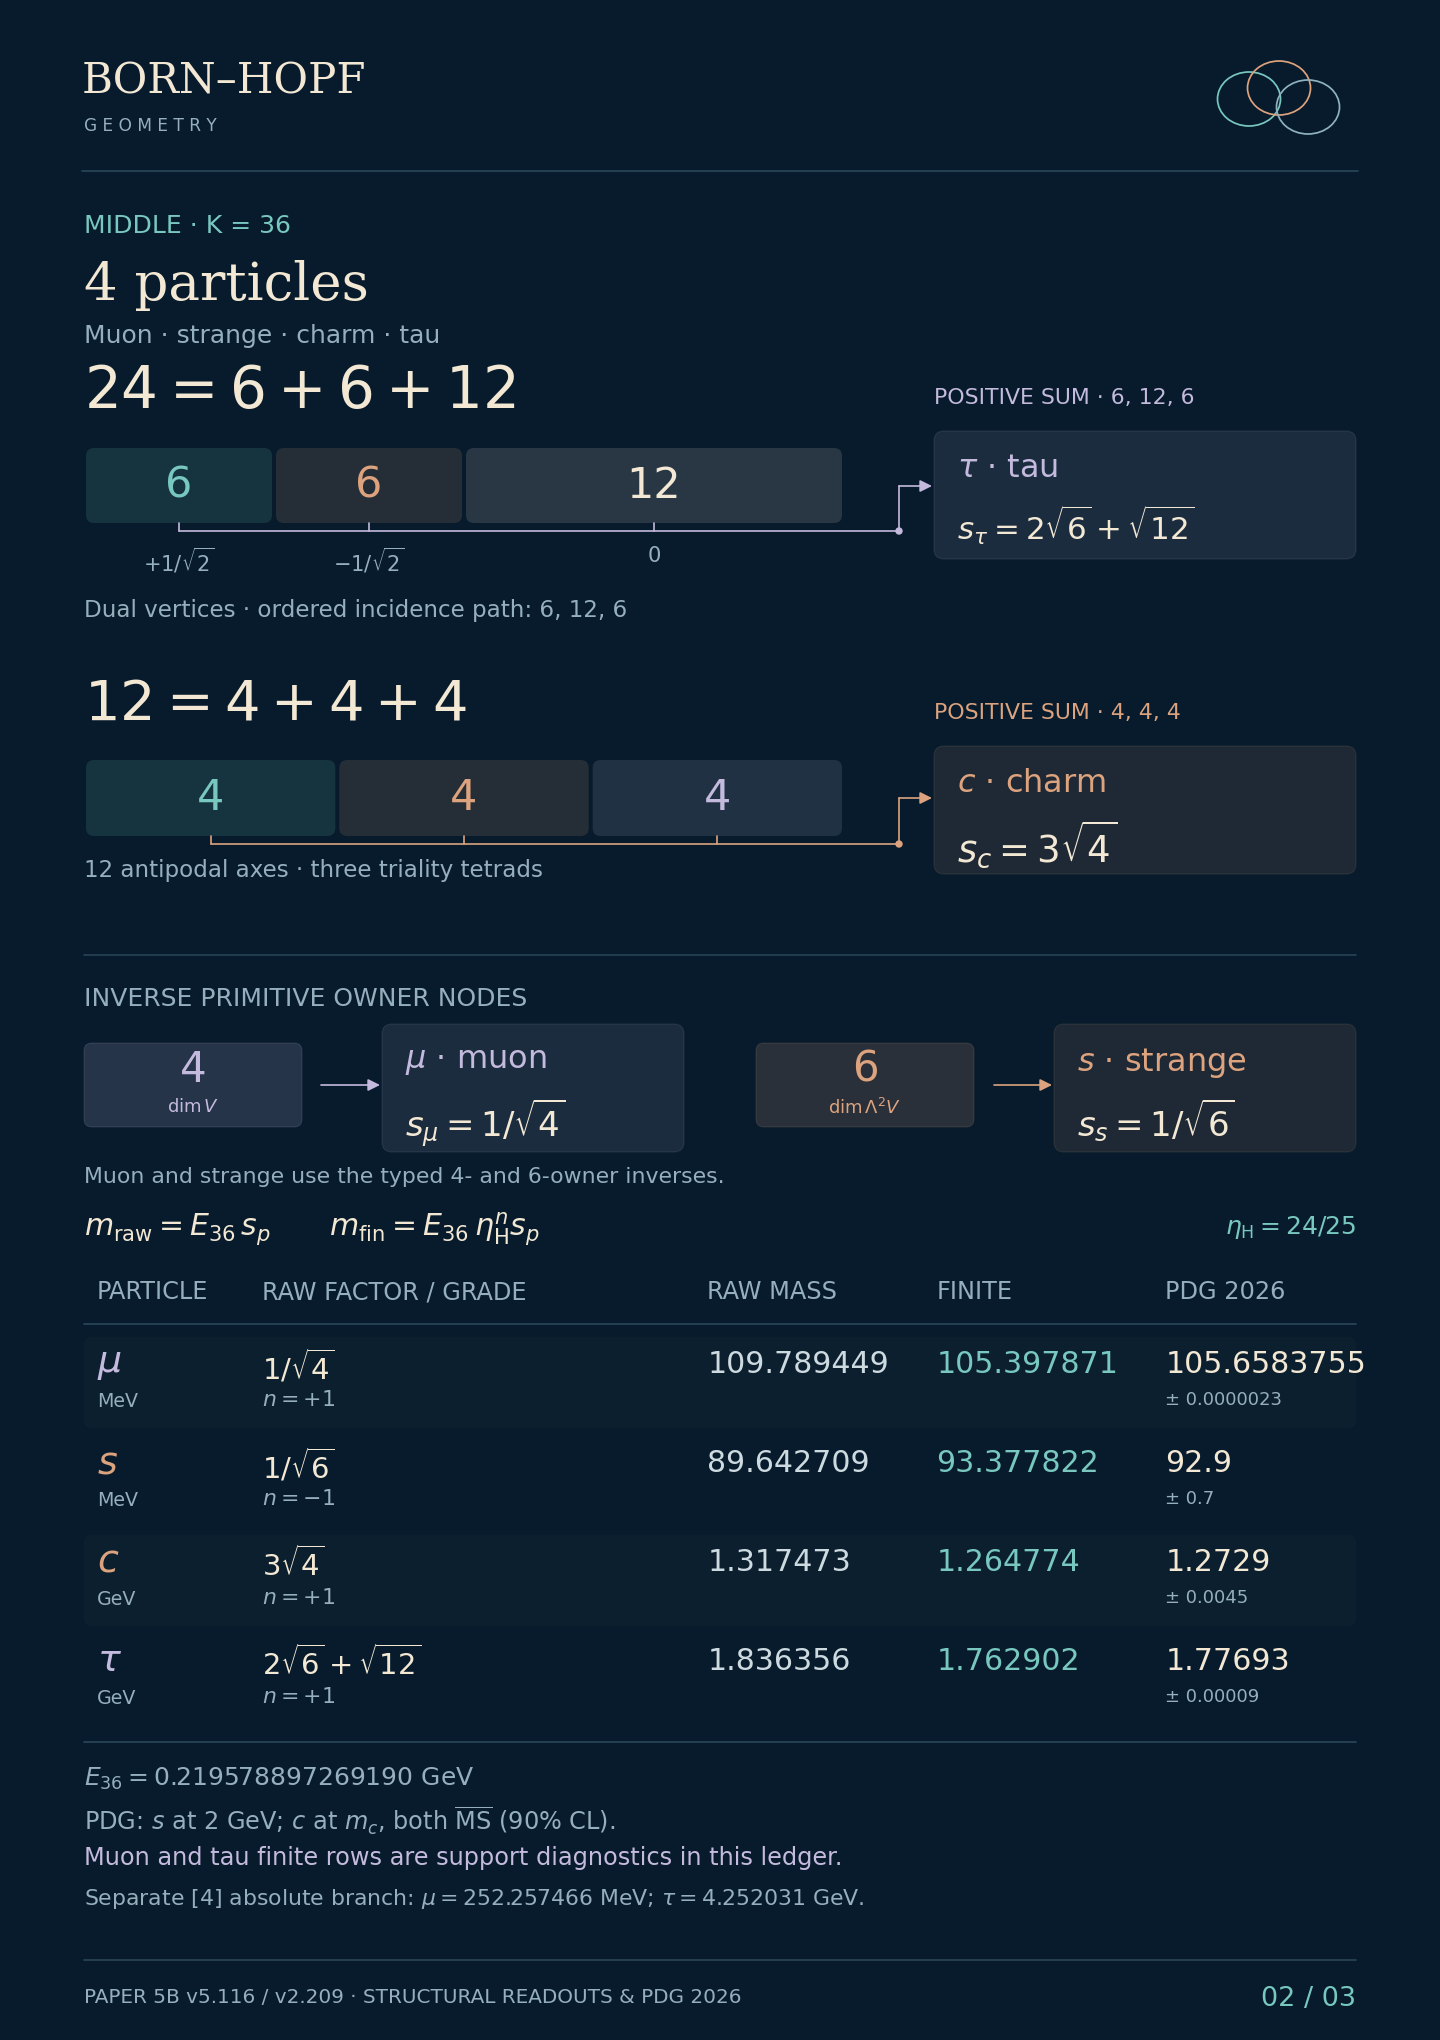 BORN–HOPF
GEOMETRY
MIDDLE · K = 36
4 particles
Muon · strange · charm · tau
24 = 6 + 6 + 12
6 6 12
+1/√2 −1/√2 0
Dual vertices · ordered incidence path: 6, 12, 6
POSITIVE SUM · 6, 12, 6
τ · tau
s_τ = 2√6 + √12
12 = 4 + 4 + 4
4 4 4
12 antipodal axes · three triality tetrads
POSITIVE SUM · 4, 4, 4
c · charm
s_c = 3√4
INVERSE PRIMITIVE OWNER NODES
4
dim V
μ · muon
s_μ = 1/√4
6
dim Λ²V
s · strange
s_s = 1/√6
Muon and strange use the typed 4- and 6-owner inverses.
m_raw = E_36 s_p m_fin = E_36 η_H^n s_p η_H = 24/25
PARTICLE RAW FACTOR / GRADE RAW MASS FINITE PDG 2026
μ 1/√4 109.789449 105.397871 105.6583755
MeV n = +1 ± 0.0000023
s 1/√6 89.642709 93.377822 92.9
MeV n = −1 ± 0.7
c 3√4 1.317473 1.264774 1.2729
GeV n = +1 ± 0.0045
τ 2√6 + √12 1.836356 1.762902 1.77693
GeV n = +1 ± 0.00009
E_36 = 0.219578897269190 GeV
PDG: s at 2 GeV; c at m_c, both M̅S̅ (90% CL).
Muon and tau finite rows are support diagnostics in this ledger.
Separate [4] absolute branch: μ = 252.257466 MeV; τ = 4.252031 GeV.
PAPER 5B v5.116 / v2.209 · STRUCTURAL READOUTS & PDG 2026 02 / 03